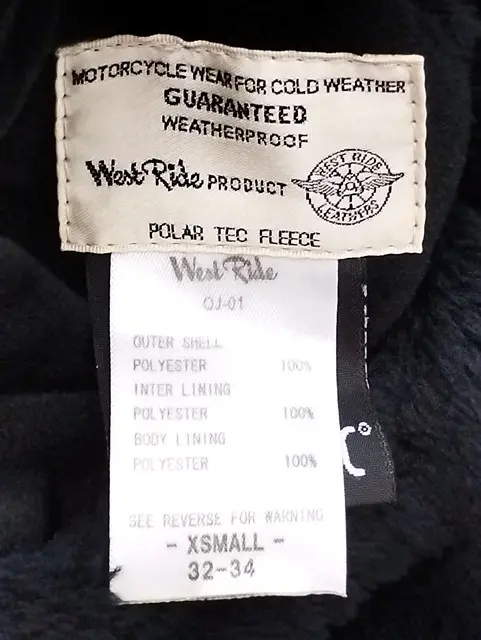 MOTORCYCLE WEAR FOR COLD WEATHER
GUARANTEED
WEATHERPROOF
West Ride PRODUCT
WEST RIDE
LEATHERS
POLAR TEC FLEECE
West Ride
OJ-01
OUTER SHELL
POLYESTER 100%
INTER LINING
POLYESTER 100%
BODY LINING
POLYESTER 100%
SEE REVERSE FOR WARNING
- XSMALL -
32-34